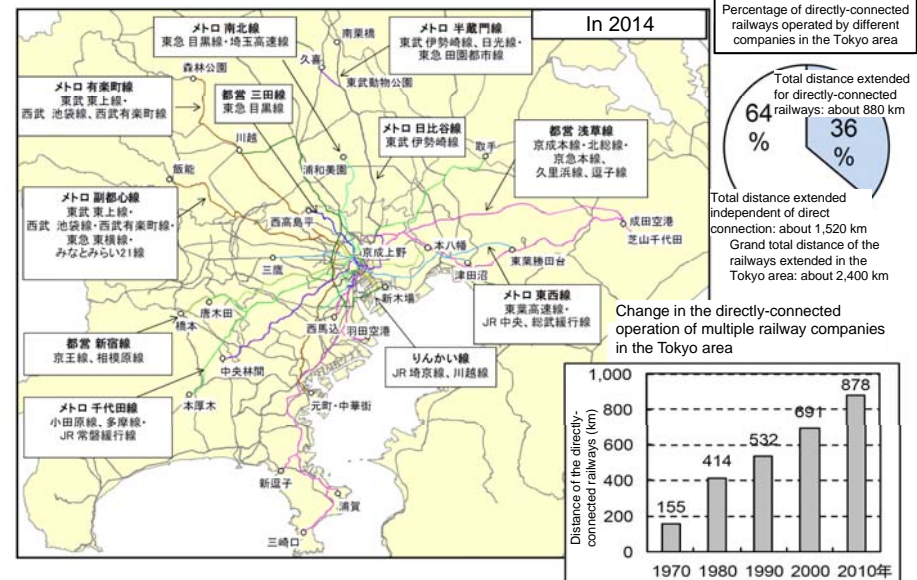 In 2014
メトロ 南北線
東急 目黒線・埼玉高速線
メトロ 半蔵門線
東武 伊勢崎線、日光線・
東急 田園都市線
南栗橋
久喜
東武動物公園
森林公園
メトロ 有楽町線
東武 東上線・
西武 池袋線、西武有楽町線
都営 三田線
東急 目黒線
メトロ 日比谷線
東武 伊勢崎線
都営 浅草線
京成本線・北総線・
京急本線、
久里浜線、逗子線
川越
浦和美園
取手
飯能
メトロ 副都心線
東武 東上線・
西武 池袋線・西武有楽町線・
東急 東横線・
みなとみらい21線
西高島平
成田空港
芝山千代田
京成上野
本八幡
三鷹
津田沼
東葉勝田台
新木場
メトロ 東西線
東葉高速線・
JR 中央、総武緩行線
唐木田
橋本
西馬込
羽田空港
都営 新宿線
京王線、相模原線
中央林間
りんかい線
JR 埼京線、川越線
メトロ 千代田線
小田原線、多摩線・
JR 常磐緩行線
本厚木
元町・中華街
新逗子
浦賀
三崎口
Percentage of directly-connected
railways operated by different
companies in the Tokyo area
Total distance extended
for directly-connected
railways: about 880 km
64
%
36
%
Total distance extended
independent of direct
connection: about 1,520 km
Grand total distance of the
railways extended in the
Tokyo area: about 2,400 km
Change in the directly-connected
operation of multiple railway companies
in the Tokyo area
Distance of the directly-
connected railways (km)
1,000
800
600
400
200
0
155
414
532
691
878
1970 1980 1990 2000 2010年